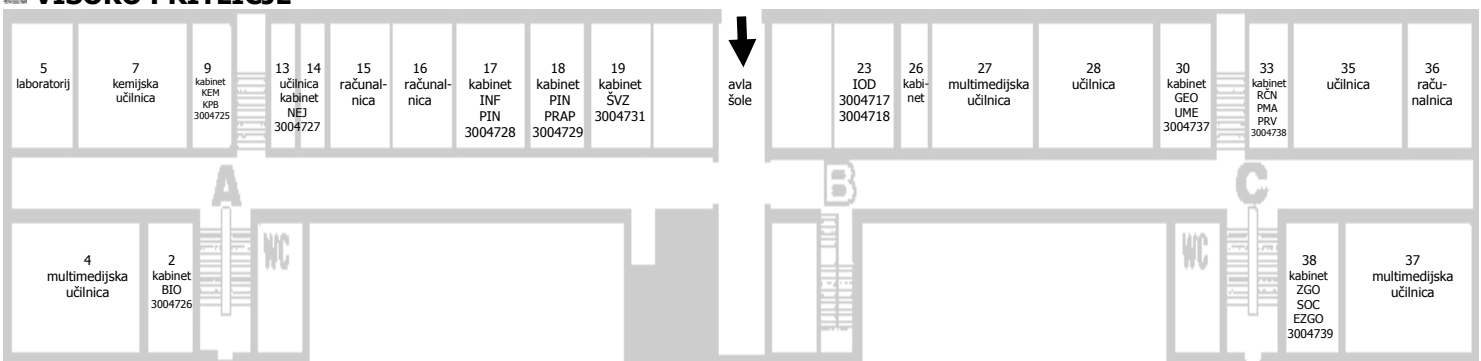 VISOKO PRITLIČJE
5
laboratorij
7
kemijska
učilnica
9
kabinet
KEM
KPB
3004725
13
učilnica
14
kabinet
NEJ
3004727
15
računal-
nica
16
računal-
nica
17
kabinet
INF
PIN
3004728
18
kabinet
PIN
PRAP
3004729
19
kabinet
ŠVZ
3004731
avla
šole
23
IOD
3004717
3004718
26
kabi-
net
27
multimedijska
učilnica
28
učilnica
30
kabinet
GEO
UME
3004737
33
kabinet
RČN
PMA
PRV
3004738
35
učilnica
36
raču-
nalnica
A
B
C
4
multimedijska
učilnica
2
kabinet
BIO
3004726
WC
WC
38
kabinet
ZGO
SOC
EZGO
3004739
37
multimedijska
učilnica